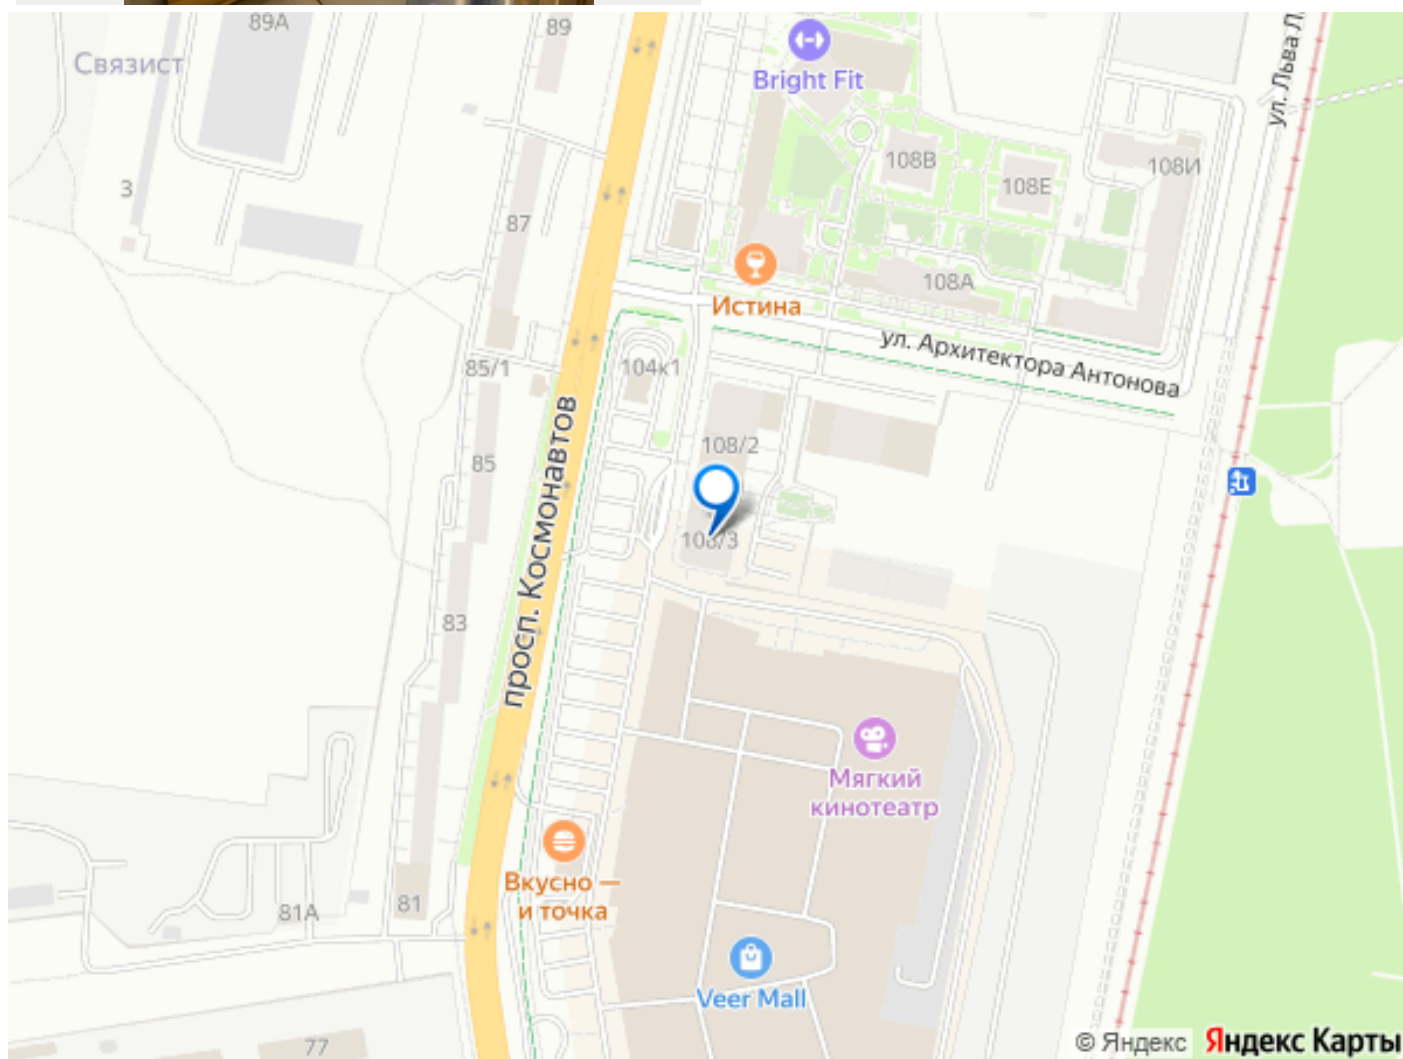 89А
89
Связист
Bright Fit
ул. Льва Л
108В
108Е
108И
3
87
108А
Истина
ул. Архитектора Антонова
85/1
104к1
просп. Космонавтов
108/2
85
108/3
83
Мягкий
кинотеатр
Вкусно —
и точка
81А
81
Veer Mall
77
© Яндекс
Яндекс Карты